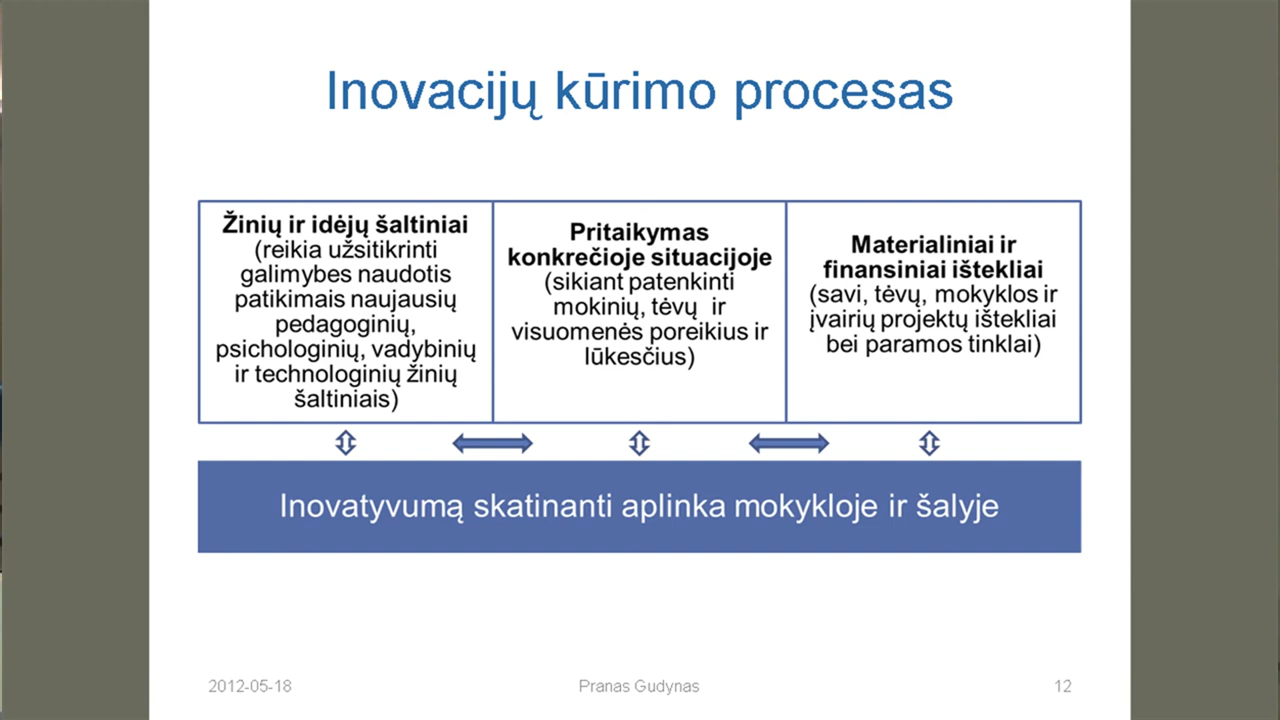 Inovacijų kūrimo procesas
Žinių ir idėjų šaltiniai
(reikia užsitikrinti
galimybes naudotis
patikimais naujausių
pedagoginių,
psichologinių, vadybinių
ir technologinių žinių
šaltiniais)
Pritaikymas
konkrečioje situacijoje
(sikiant patenkinti
mokinių, tėvų ir
visuomenės poreikius ir
lūkesčius)
Materialiniai ir
finansiniai ištekliai
(savi, tėvų, mokyklos ir
įvairių projektų ištekliai
bei paramos tinklai)
Inovatyvumą skatinanti aplinka mokykloje ir šalyje
2012-05-18
Pranas Gudynas
12